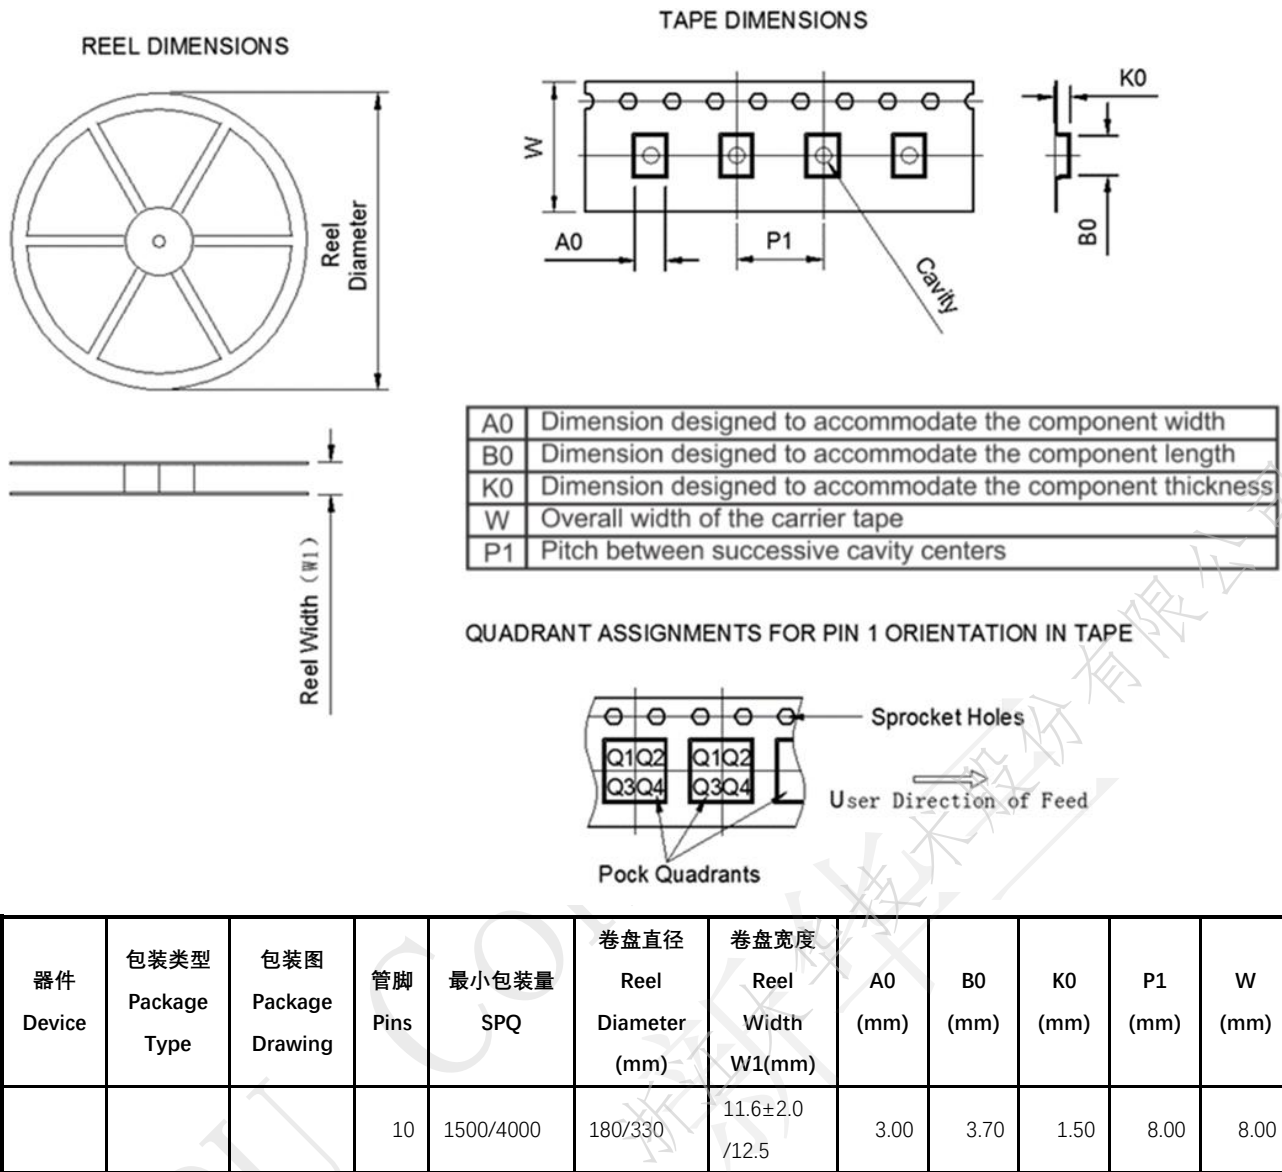 REEL DIMENSIONS
TAPE DIMENSIONS
Reel
Diameter
W
A0
P1
Cavity
K0
B0
Reel Width (W1)
A0 Dimension designed to accommodate the component width
B0 Dimension designed to accommodate the component length
K0 Dimension designed to accommodate the component thickness
W Overall width of the carrier tape
P1 Pitch between successive cavity centers
QUADRANT ASSIGNMENTS FOR PIN 1 ORIENTATION IN TAPE
Sprocket Holes
Q1 Q2 Q1 Q2
Q3 Q4 Q3 Q4
User Direction of Feed
Pock Quadrants
器件 Device
包装类型 Package Type
包装图 Package Drawing
管脚 Pins
最小包装量 SPQ
卷盘直径 Reel Diameter (mm)
卷盘宽度 Reel Width W1(mm)
A0 (mm)
B0 (mm)
K0 (mm)
P1 (mm)
W (mm)
10 1500/4000 180/330 11.6±2.0 /12.5 3.00 3.70 1.50 8.00 8.00